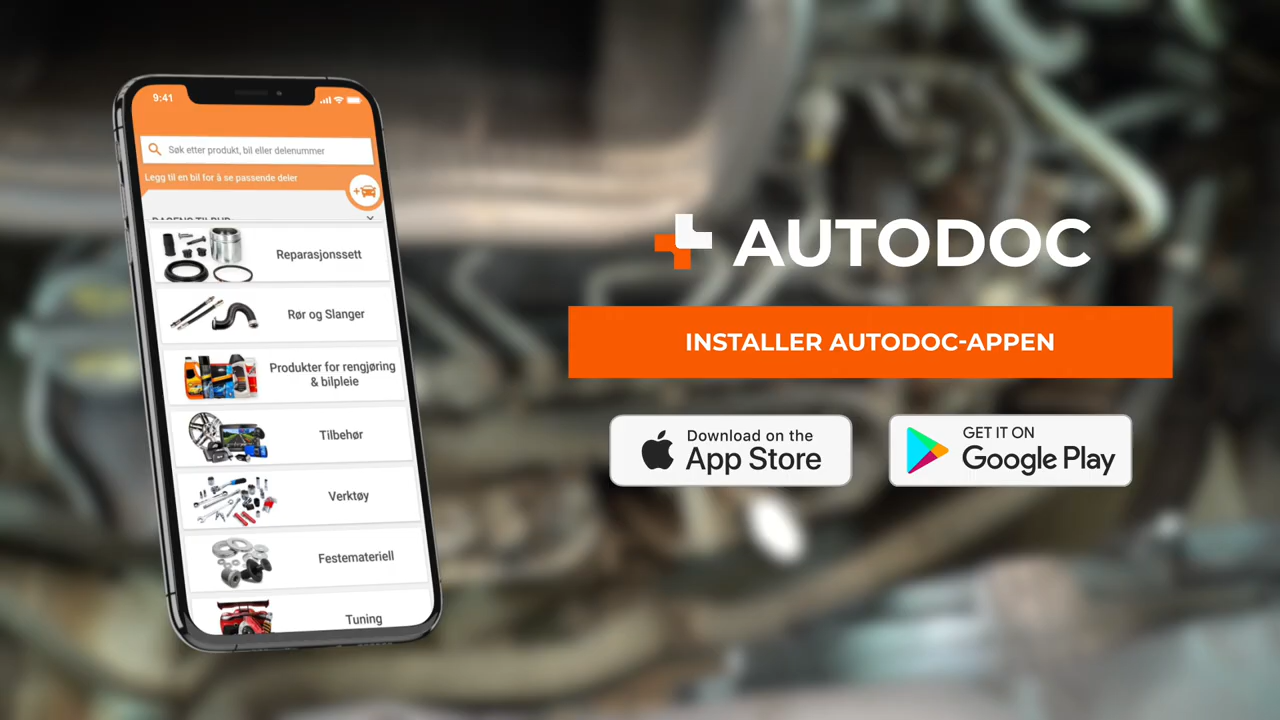 9:41
Søk etter produkt, bil eller delenummer
Legg til en bil for å se passende deler
DAGENS TILBUD
Reparasjonssett
Rør og Slanger
Produkter for rengjøring
& bilpleie
Tilbehør
Verktøy
Festemateriell
Tuning
AUTODOC
INSTALLER AUTODOC-APPEN
Download on the
App Store
GET IT ON
Google Play